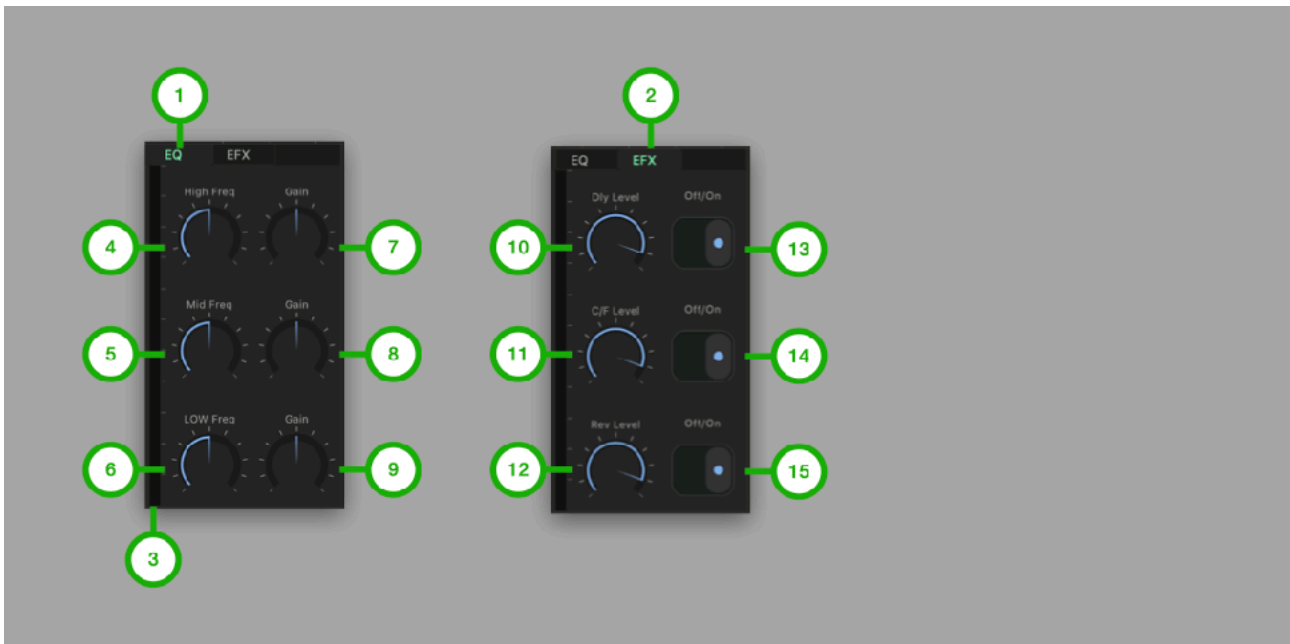 1
2
EQ EFX
EQ EFX
High Freq Gain
Dly Level Off/On
4
7
10
13
Mid Freq Gain
C/F Level Off/On
5
8
11
14
LOW Freq Gain
Rev Level Off/On
6
9
12
15
3